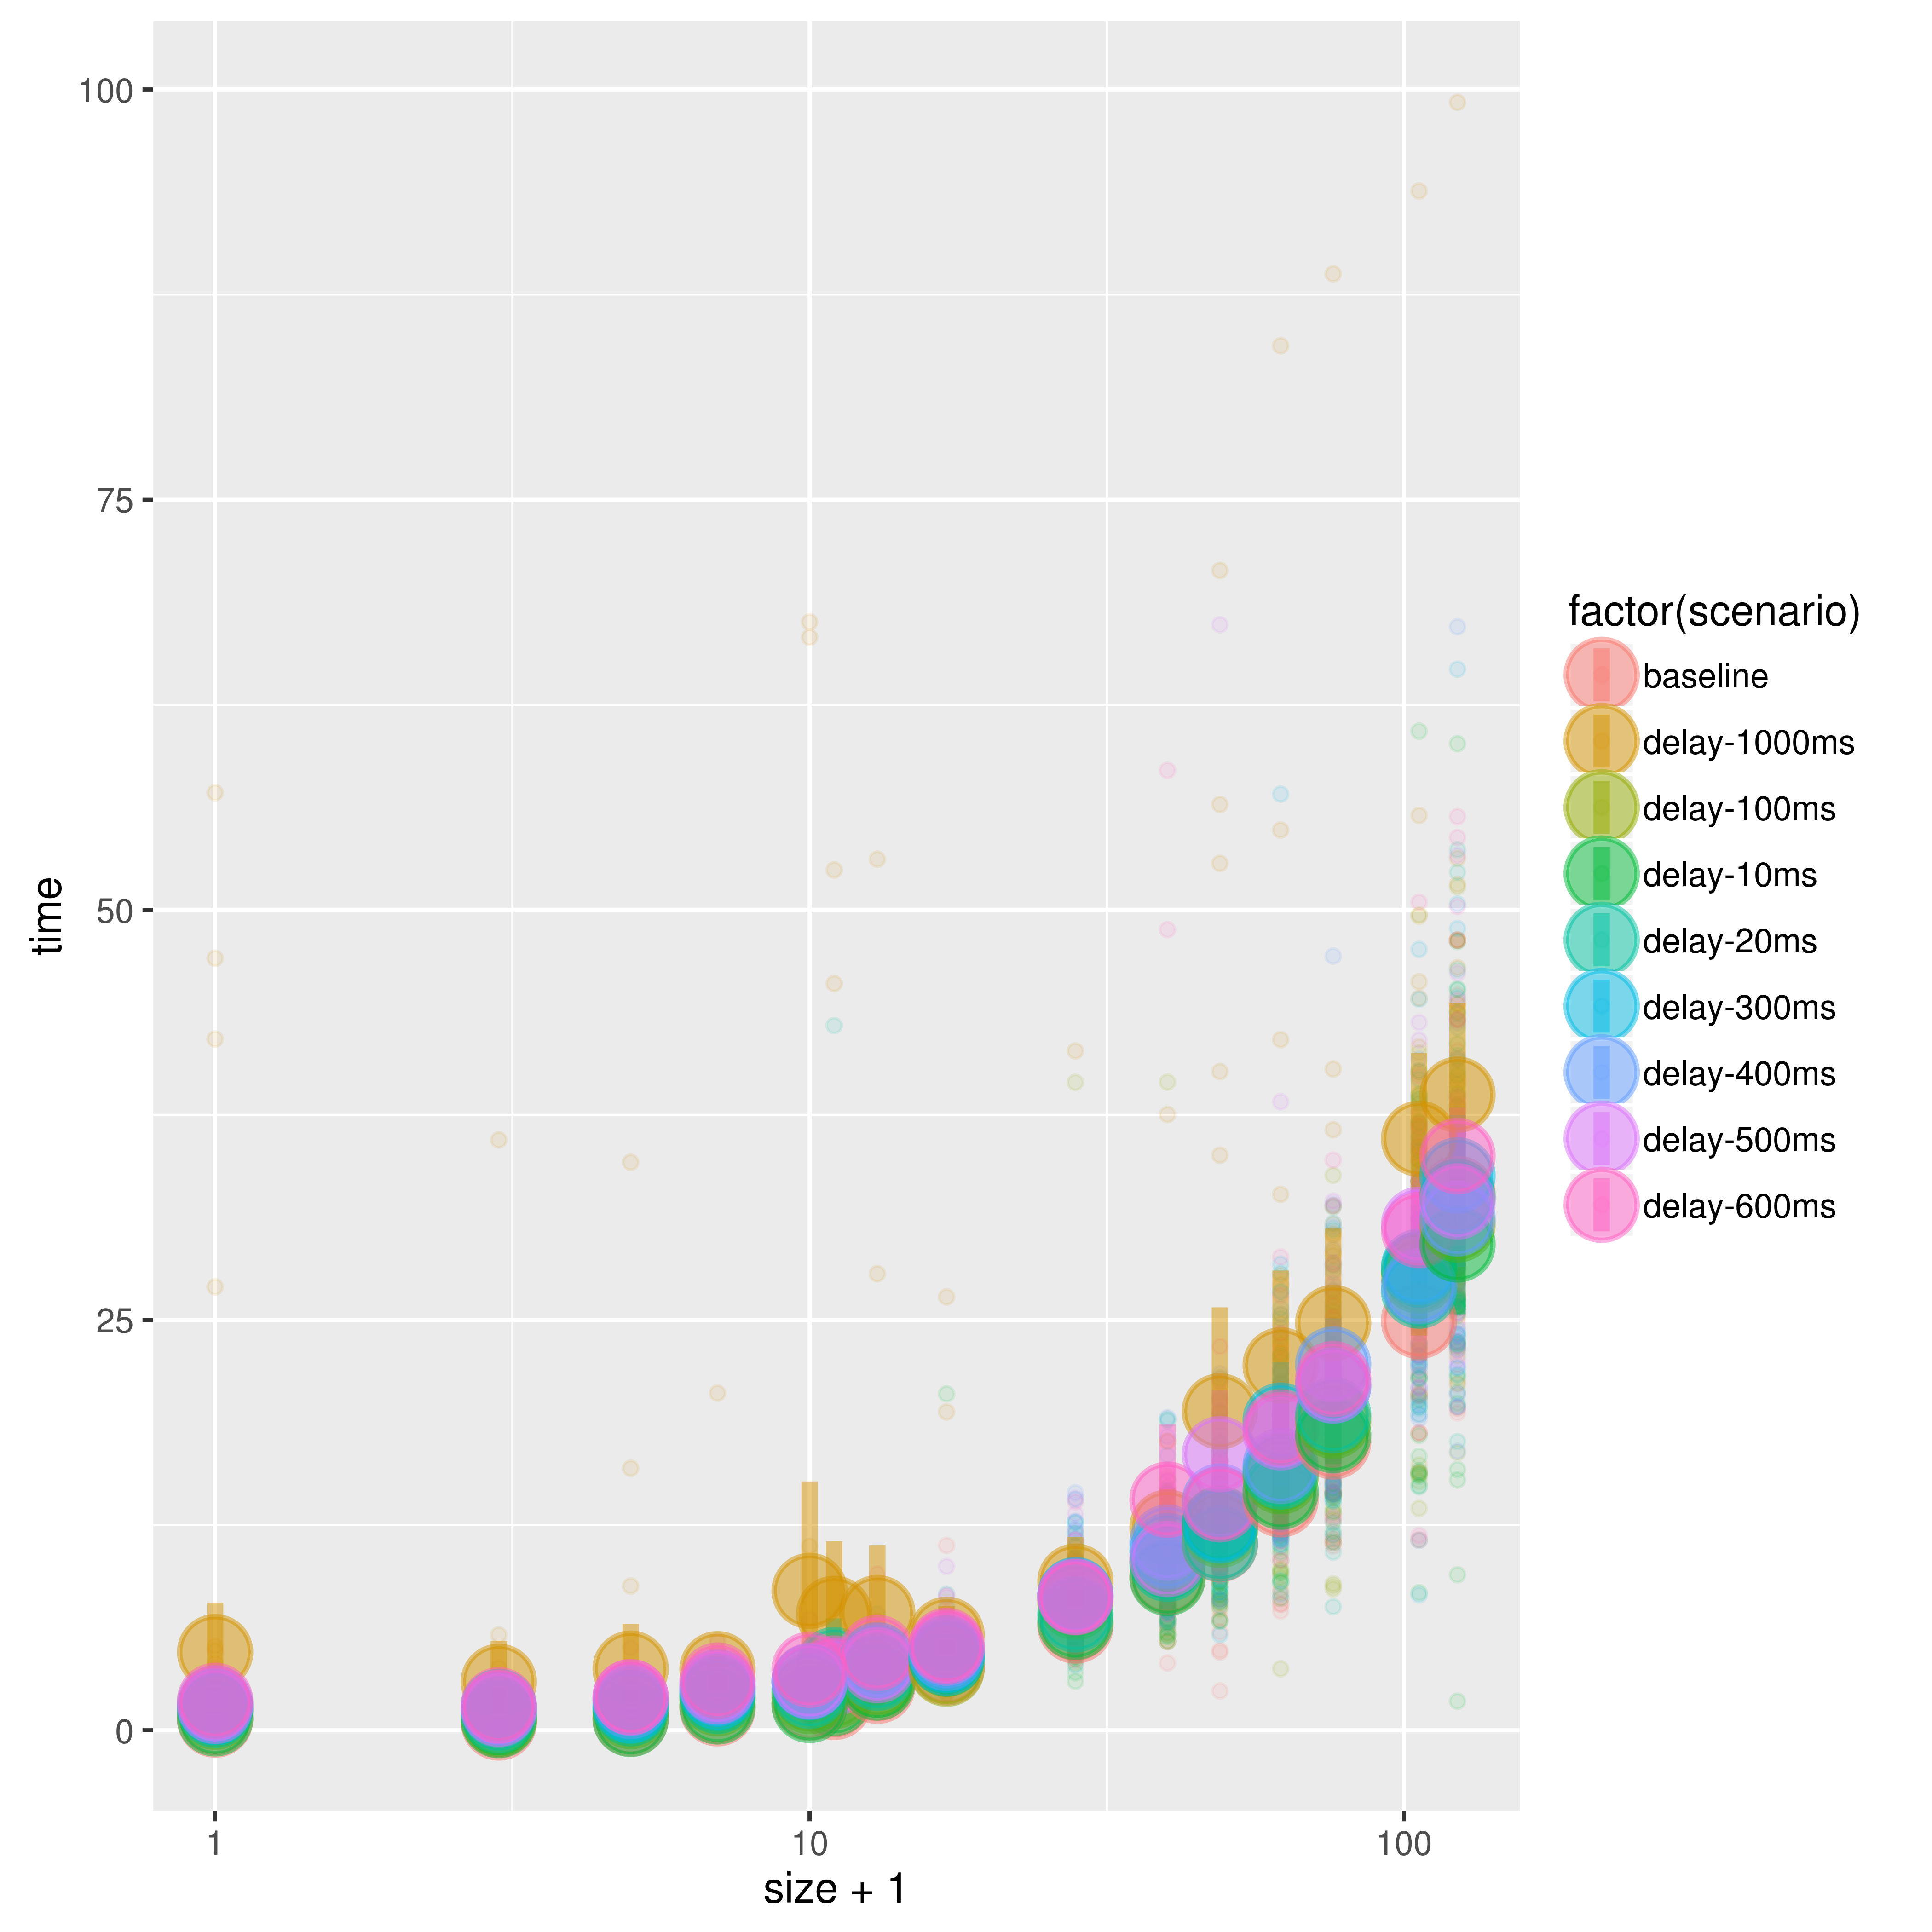 100
75
50
25
0
time
1
10
100
size + 1
factor(scenario)
baseline
delay-1000ms
delay-100ms
delay-10ms
delay-20ms
delay-300ms
delay-400ms
delay-500ms
delay-600ms